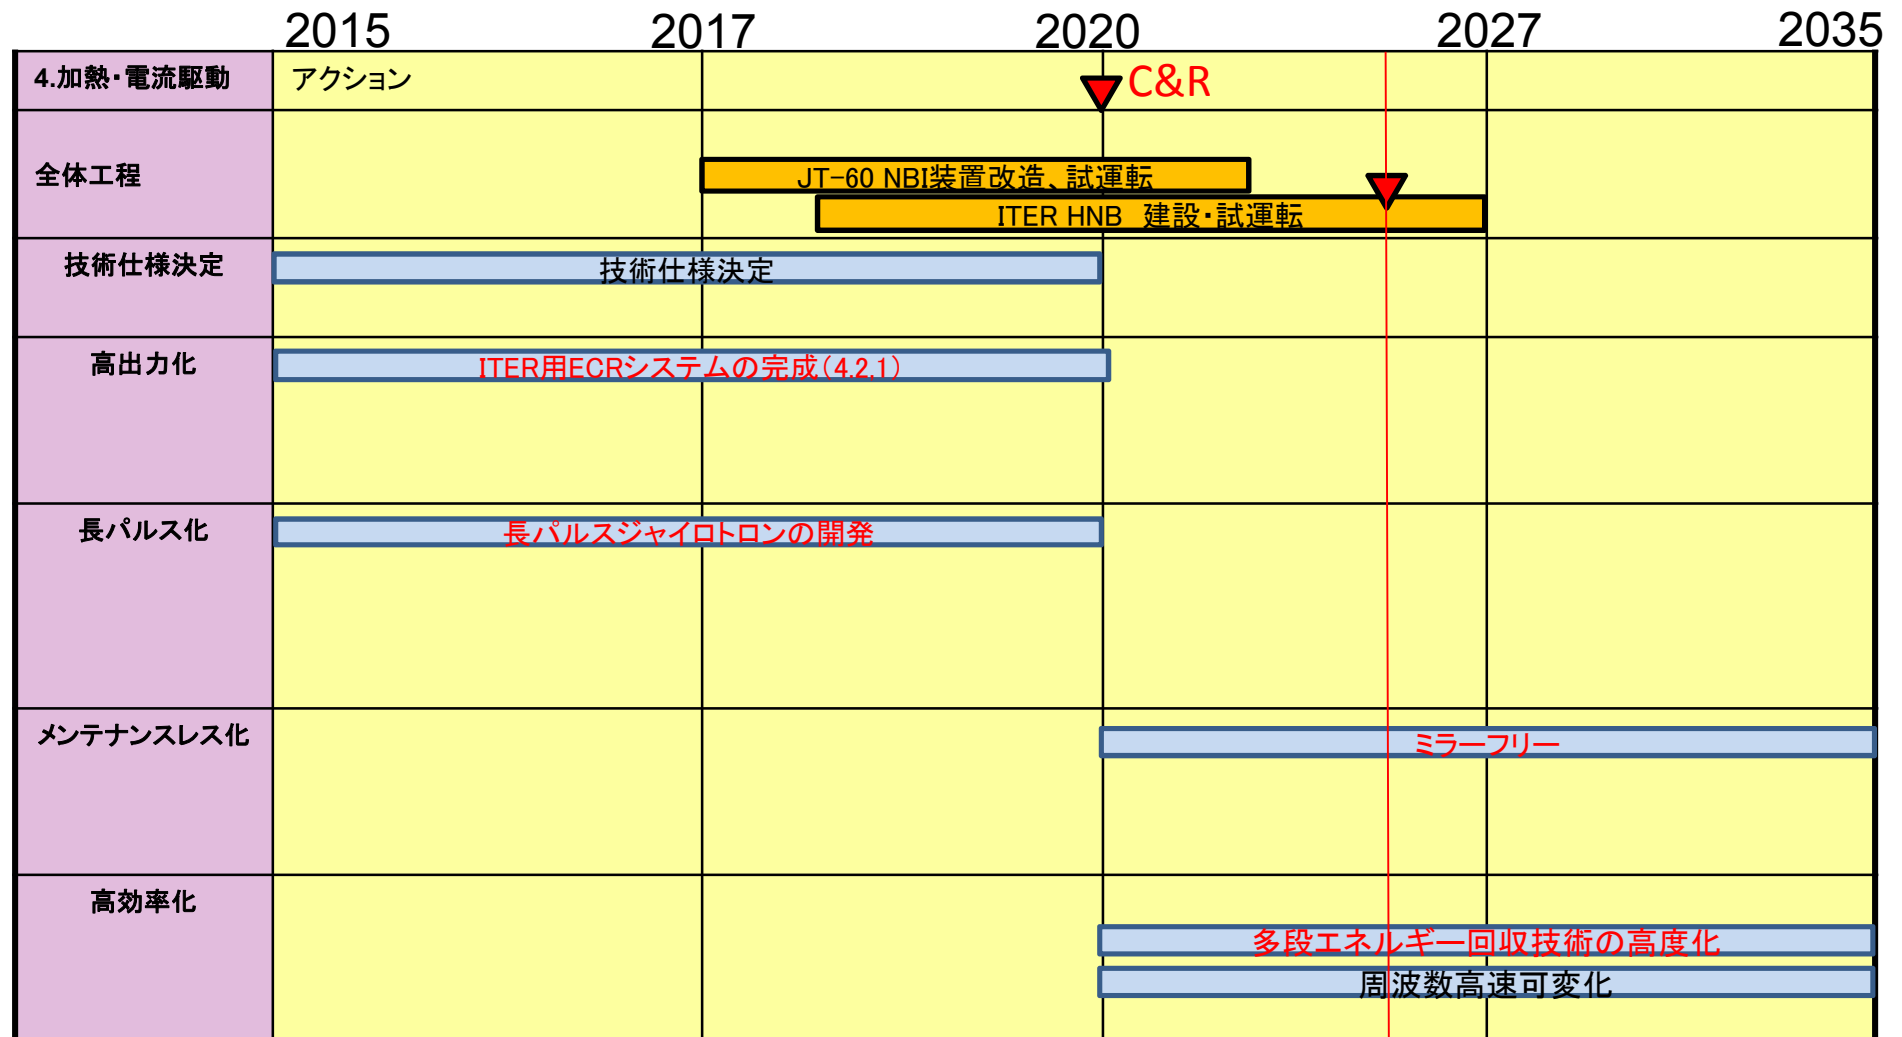 2015 2017 2020 2027 2035
4.加熱・電流駆動 アクション C&R
全体工程
JT-60 NBI装置改造、試運転
ITER HNB 建設・試運転
技術仕様決定
技術仕様決定
高出力化
ITER用ECRシステムの完成(4.2.1)
長パルス化
長パルスジャイロトロンの開発
メンテナンスレス化
ミラーフリー
高効率化
多段エネルギー回収技術の高度化
周波数高速可変化